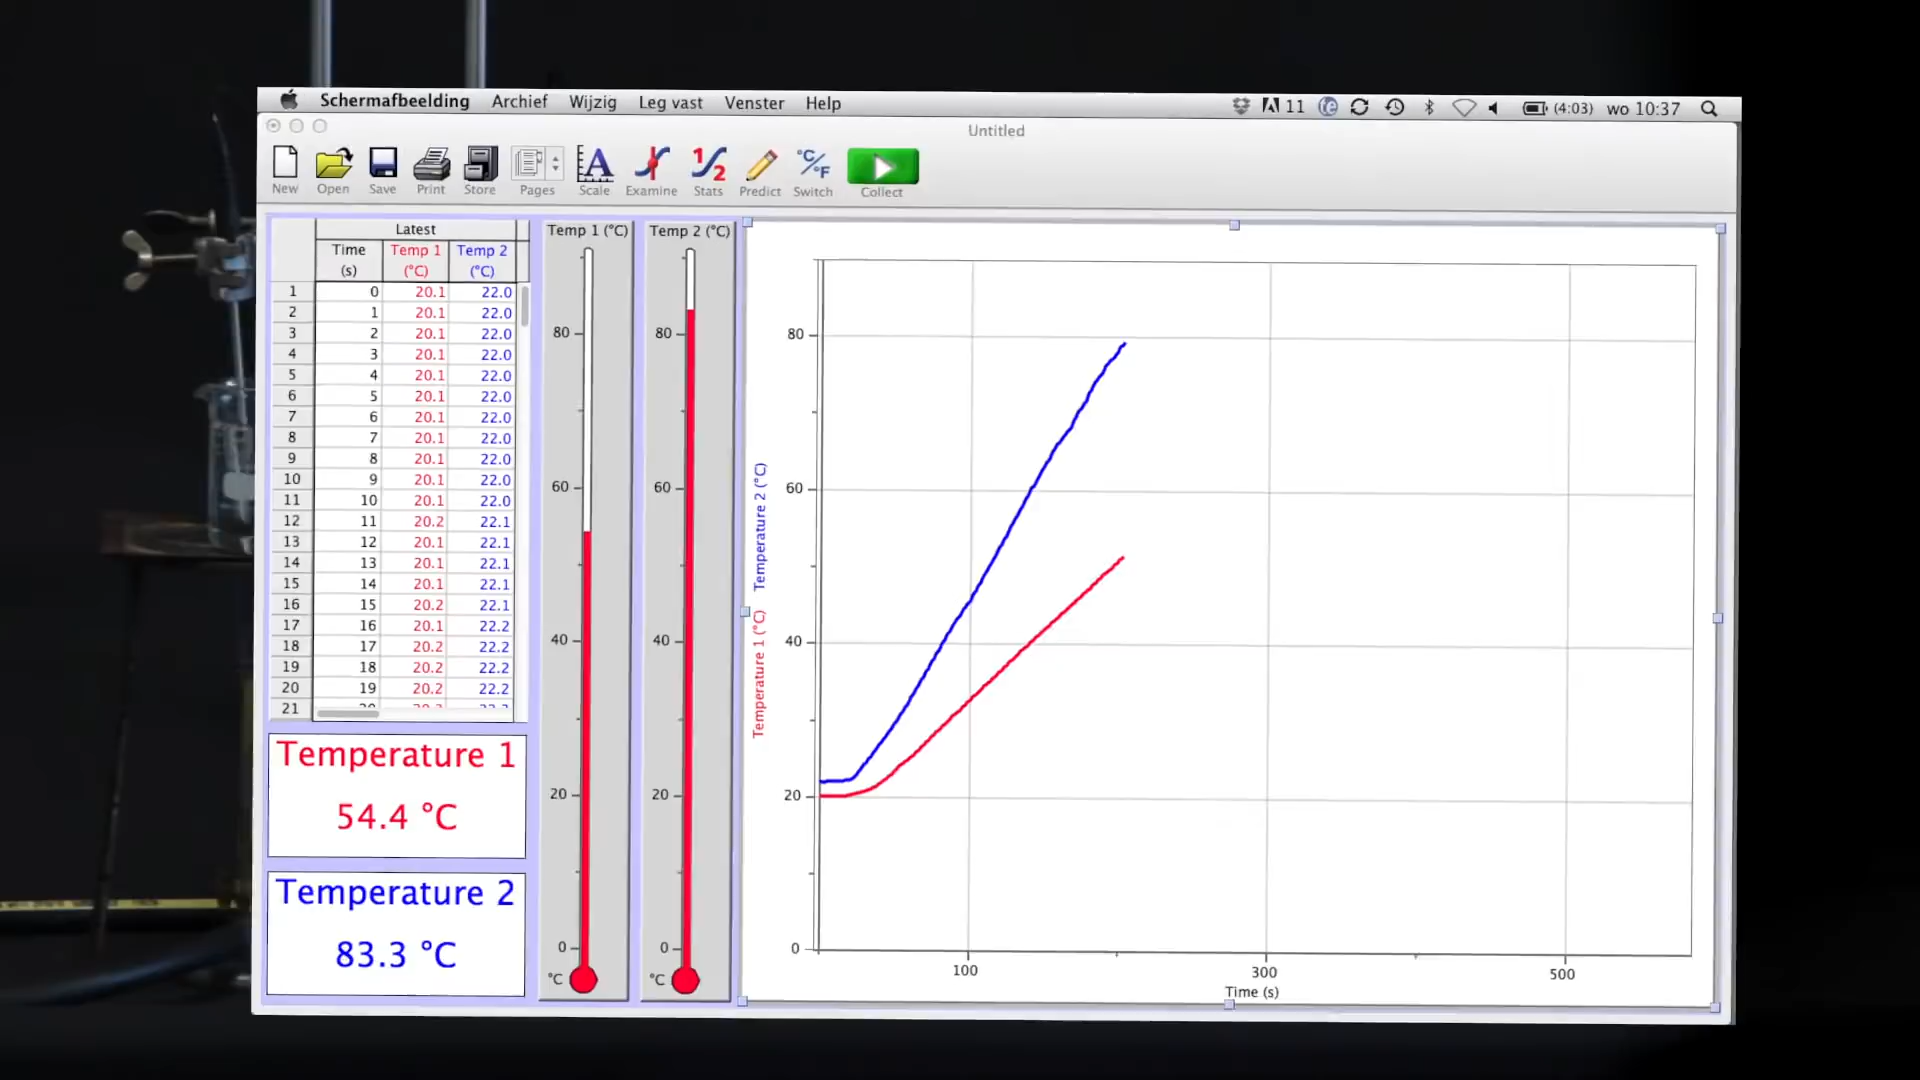 Schermafbeelding Archief Wijzig Leg vast Venster Help 11 (4:03) wo 10:37
Untitled
New Open Save Print Store Pages Scale Examine Stats Predict Switch Collect
°C/°F
Latest
Time (s) Temp 1 (°C) Temp 2 (°C)
1 0 20.1 22.0
2 1 20.1 22.0
3 2 20.1 22.0
4 3 20.1 22.0
5 4 20.1 22.0
6 5 20.1 22.0
7 6 20.1 22.0
8 7 20.1 22.0
9 8 20.1 22.0
10 9 20.1 22.0
11 10 20.1 22.0
12 11 20.2 22.1
13 12 20.1 22.1
14 13 20.1 22.1
15 14 20.1 22.1
16 15 20.2 22.1
17 16 20.1 22.2
18 17 20.2 22.2
19 18 20.2 22.2
20 19 20.2 22.2
21
Temperature 1
54.4 °C
Temperature 2
83.3 °C
Temp 1 (°C)
80
60
40
20
0
°C
Temp 2 (°C)
80
60
40
20
0
°C
Temperature 1 (°C) Temperature 2 (°C)
80
60
40
20
0
100 300 500
Time (s)